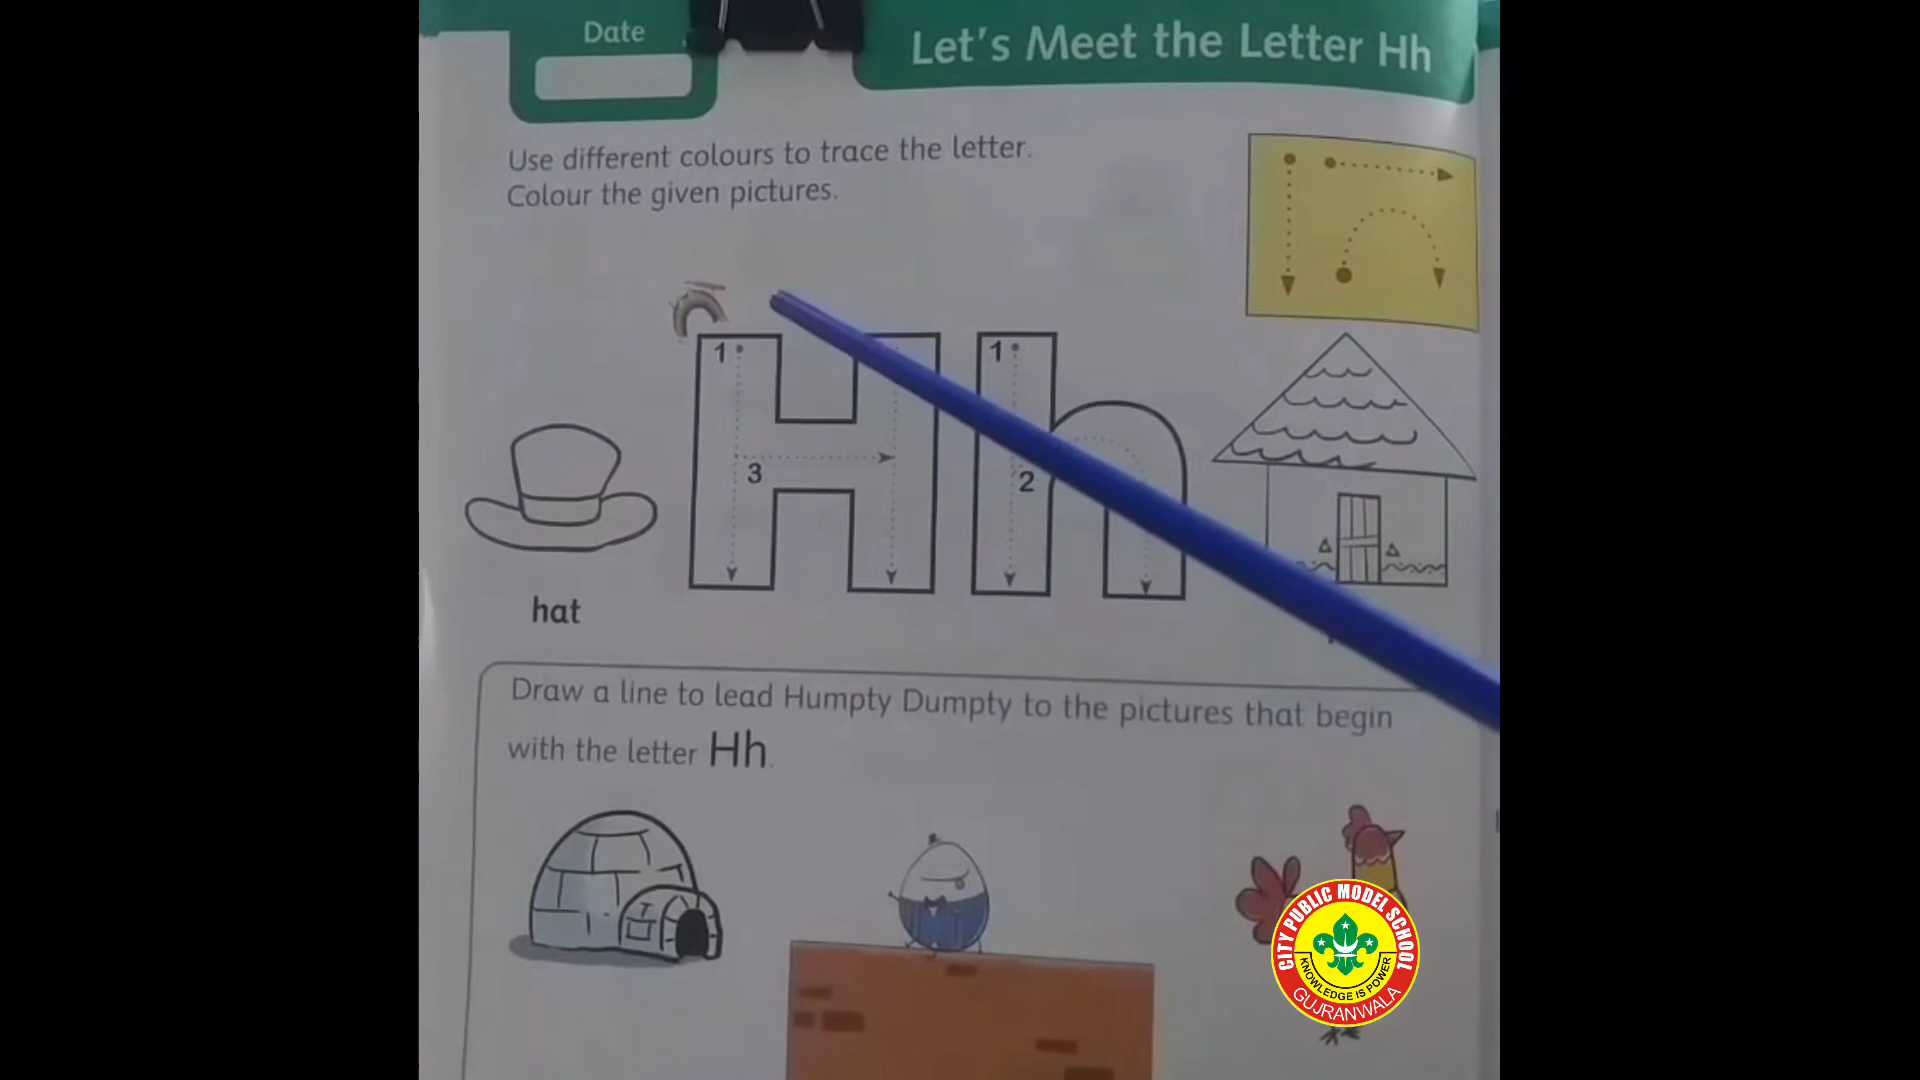 Date
Let's Meet the Letter Hh
Use different colours to trace the letter.
Colour the given pictures.
1
3
1
2
hat
Draw a line to lead Humpty Dumpty to the pictures that begin
with the letter Hh.
CITY PUBLIC MODEL SCHOOL
KNOWLEDGE IS POWER
GUJRANWALA